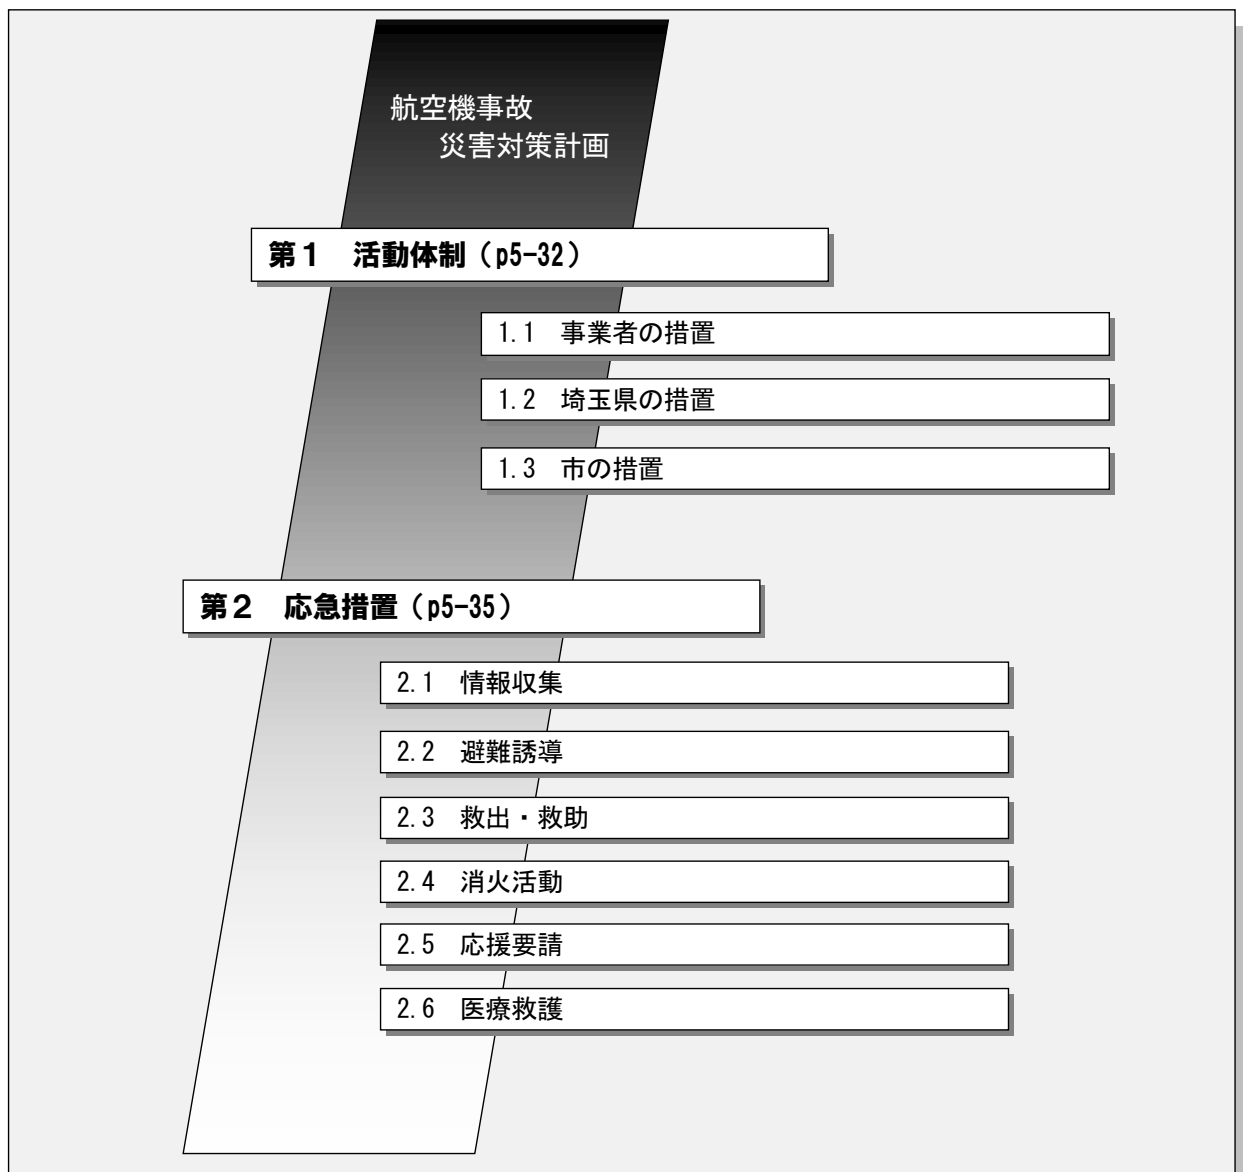 航空機事故
災害対策計画
第１　活動体制（p5-32）
1.1　事業者の措置
1.2　埼玉県の措置
1.3　市の措置
第２　応急措置（p5-35）
2.1　情報収集
2.2　避難誘導
2.3　救出・救助
2.4　消火活動
2.5　応援要請
2.6　医療救護